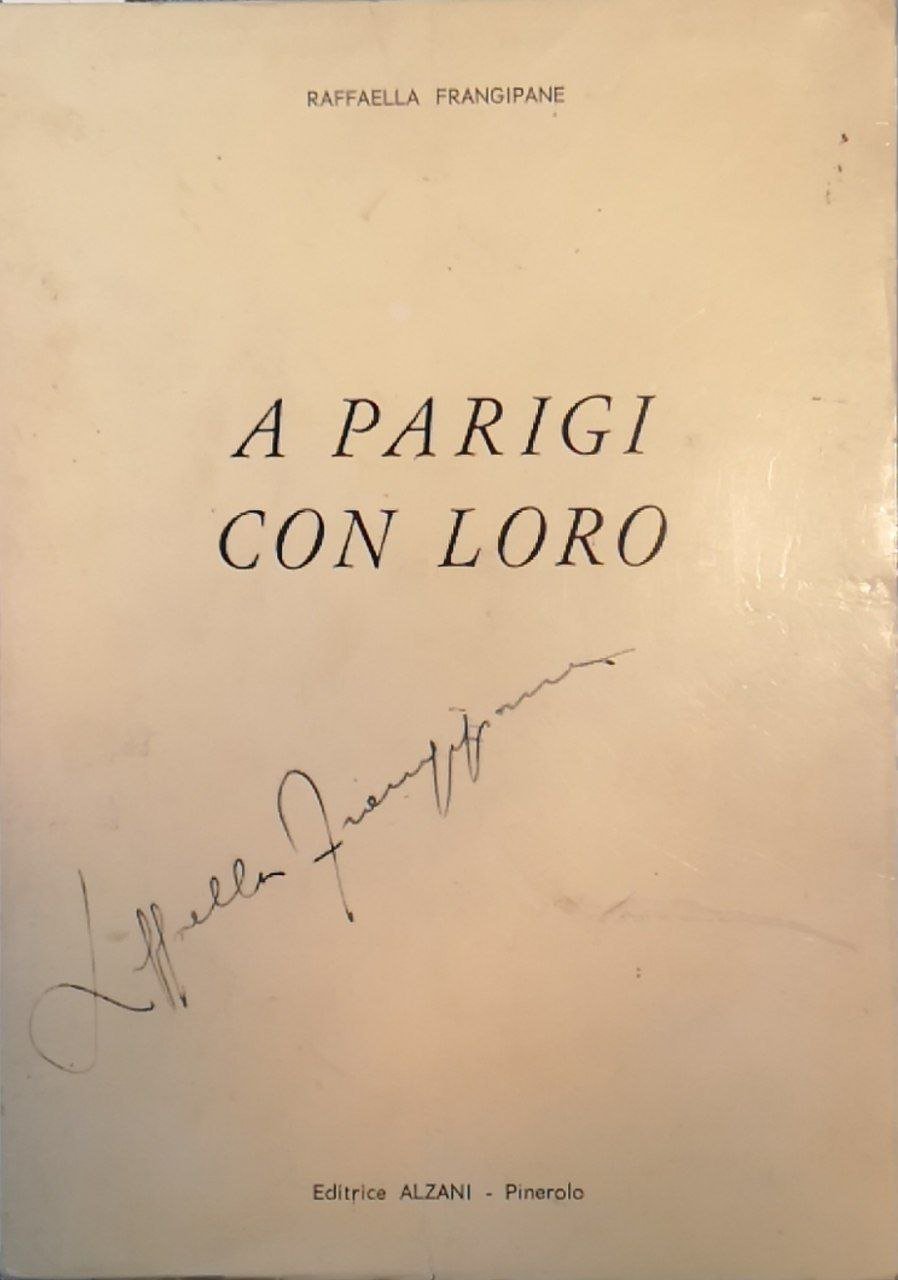 RAFFAELLA FRANGIPANE
A PARIGI
CON LORO
Raffaella Frangipane
Editrice ALZANI - Pinerolo